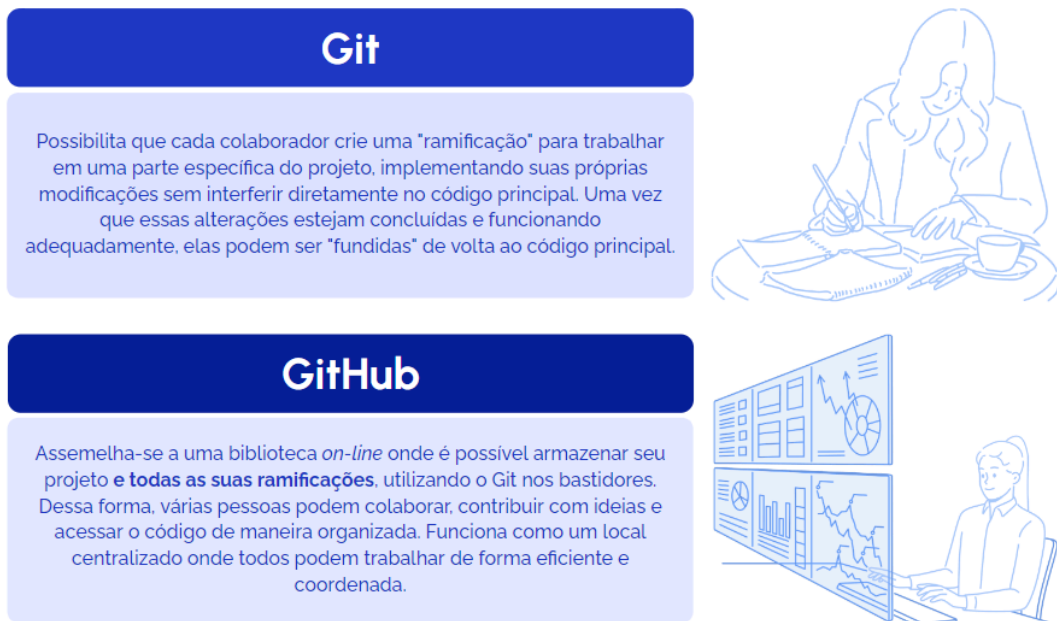 Git
Possibilita que cada colaborador crie uma "ramificação" para trabalhar
em uma parte específica do projeto, implementando suas próprias
modificações sem interferir diretamente no código principal. Uma vez
que essas alterações estejam concluídas e funcionando
adequadamente, elas podem ser "fundidas" de volta ao código principal.
GitHub
Assemelha-se a uma biblioteca on-line onde é possível armazenar seu
projeto e todas as suas ramificações, utilizando o Git nos bastidores.
Dessa forma, várias pessoas podem colaborar, contribuir com ideias e
acessar o código de maneira organizada. Funciona como um local
centralizado onde todos podem trabalhar de forma eficiente e
coordenada.